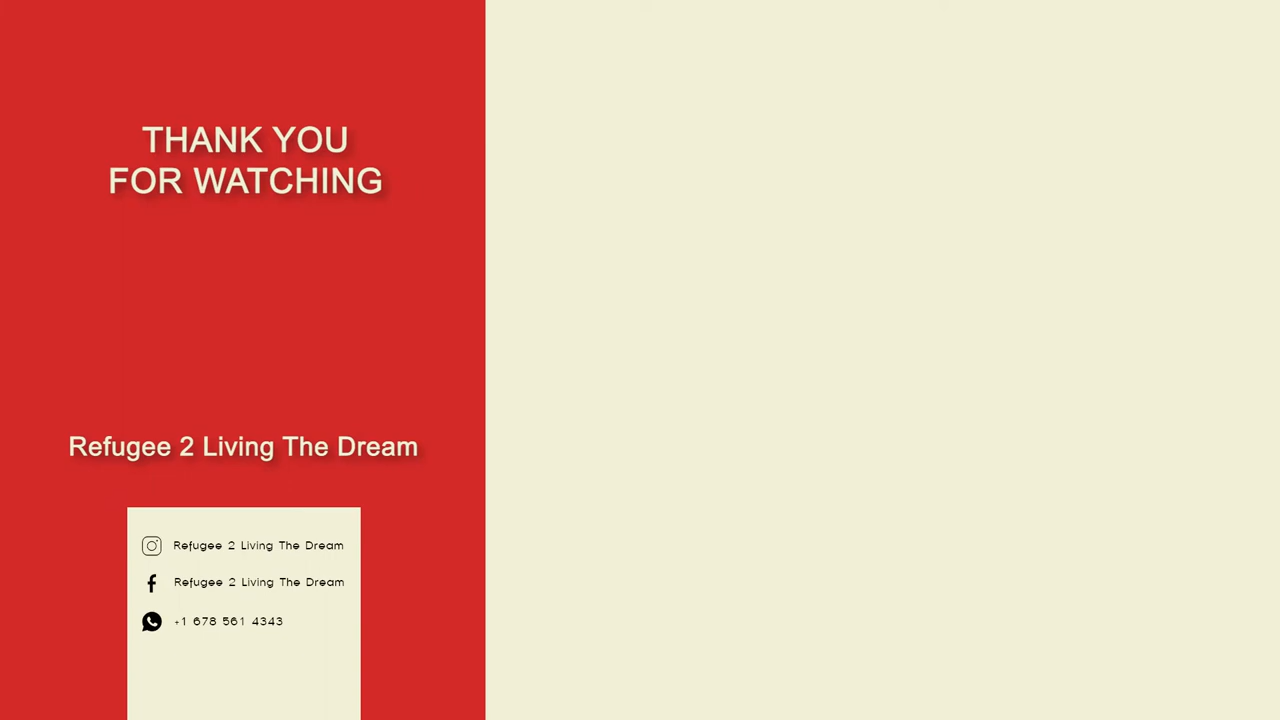 THANK YOU
FOR WATCHING
Refugee 2 Living The Dream
Refugee 2 Living The Dream
Refugee 2 Living The Dream
+1 678 561 4343